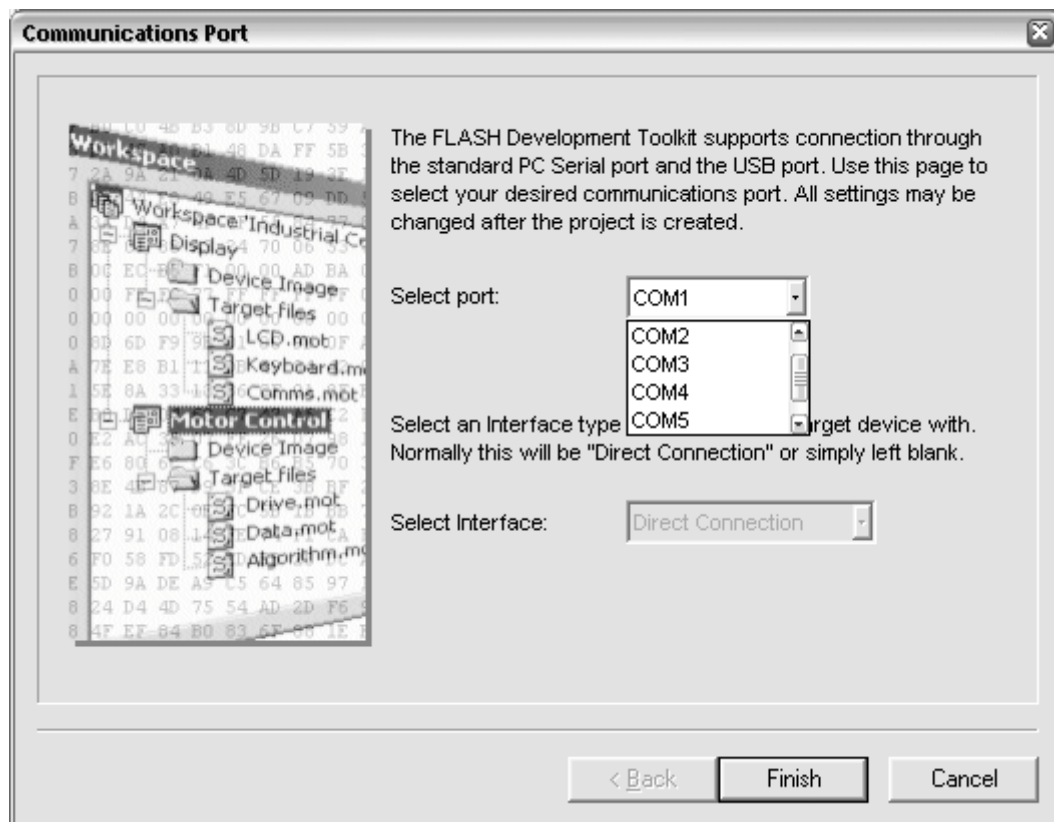 Communications Port
Workspace
Workspace 'Industrial Co
Display
Device Image
Target files
LCD.mot
Keyboard.m
Comms.mot
Motor Control
Device Image
Target files
Drive.mot
Data.mot
Algorithm.mo
The FLASH Development Toolkit supports connection through
the standard PC Serial port and the USB port. Use this page to
select your desired communications port. All settings may be
changed after the project is created.
Select port:
COM1
COM2
COM3
COM4
COM5
Select an Interface type
arget device with.
Normally this will be "Direct Connection" or simply left blank.
Select Interface:
Direct Connection
< Back
Finish
Cancel